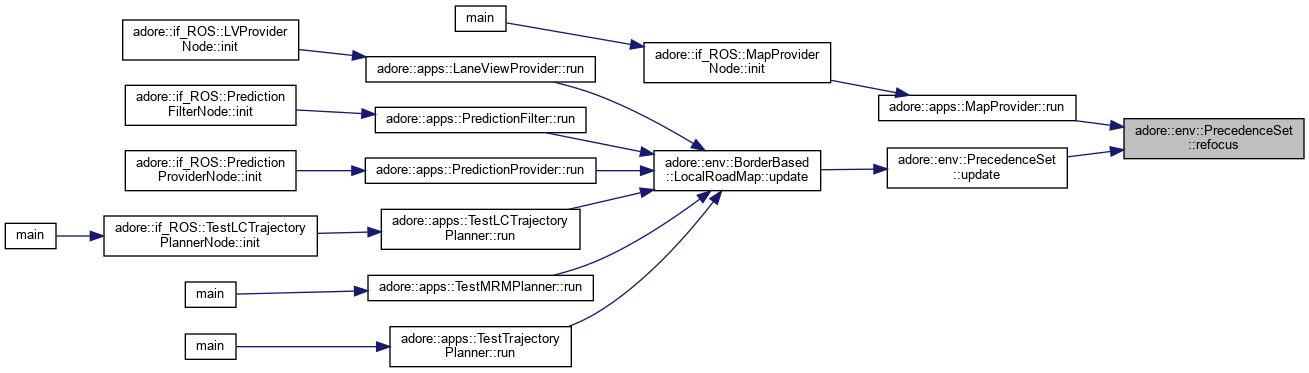 main
adore::if_ROS::LVProvider
Node::init
adore::if_ROS::MapProvider
Node::init
adore::apps::LaneViewProvider::run
adore::if_ROS::Prediction
FilterNode::init
adore::apps::MapProvider::run
adore::apps::PredictionFilter::run
adore::env::PrecedenceSet
::refocus
adore::if_ROS::Prediction
ProviderNode::init
adore::apps::PredictionProvider::run
adore::env::BorderBased
::LocalRoadMap::update
adore::env::PrecedenceSet
::update
main
adore::if_ROS::TestLCTrajectory
PlannerNode::init
adore::apps::TestLCTrajectory
Planner::run
main
adore::apps::TestMRMPlanner::run
main
adore::apps::TestTrajectory
Planner::run